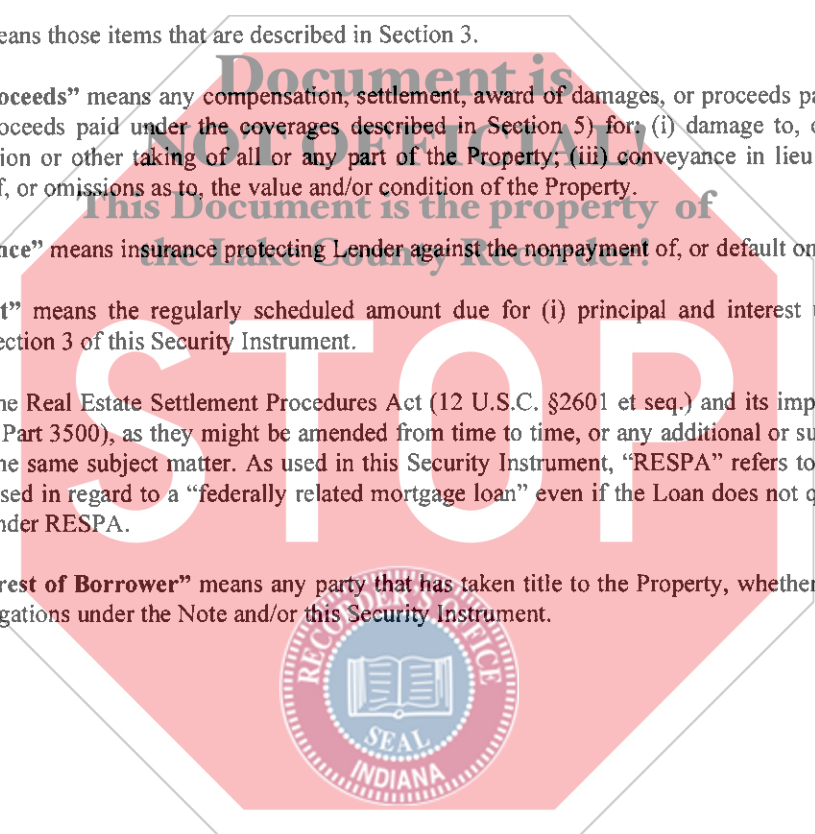 eans those items that are described in Section 3.
Document is
oceeds” means any compensation, settlement, award of damages, or proceeds pa
oceeds paid under the coverages described in Section 5) for: (i) damage to,
NOT OFFICIAL!
ion or other taking of all or any part of the Property; (iii) conveyance in lieu
f, or omissions as to, the value and/or condition of the Property.
This Document is the property of
nce” means insurance protecting Lender against the nonpayment of, or default on
the Lake County Recorder!
t” means the regularly scheduled amount due for (i) principal and interest
ection 3 of this Security Instrument.
STOP
ne Real Estate Settlement Procedures Act (12 U.S.C. §2601 et seq.) and its imp
Part 3500), as they might be amended from time to time, or any additional or su
ne same subject matter. As used in this Security Instrument, “RESPA” refers to
sed in regard to a “federally related mortgage loan” even if the Loan does not q
nder RESPA.
rest of Borrower” means any party that has taken title to the Property, whether
gations under the Note and/or this Security Instrument.
RECORDER'S OFFICE
SEAL
INDIANA